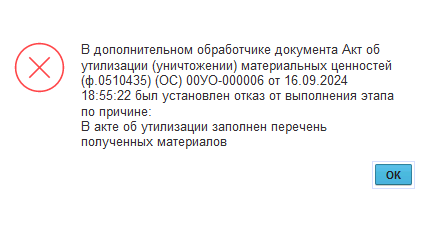 В дополнительном обработчике документа Акт об
утилизации (уничтожении) материальных ценностей
(ф.0510435) (ОС) 00УО-000006 от 16.09.2024
18:55:22 был установлен отказ от выполнения этапа
по причине:
В акте об утилизации заполнен перечень
полученных материалов
OK